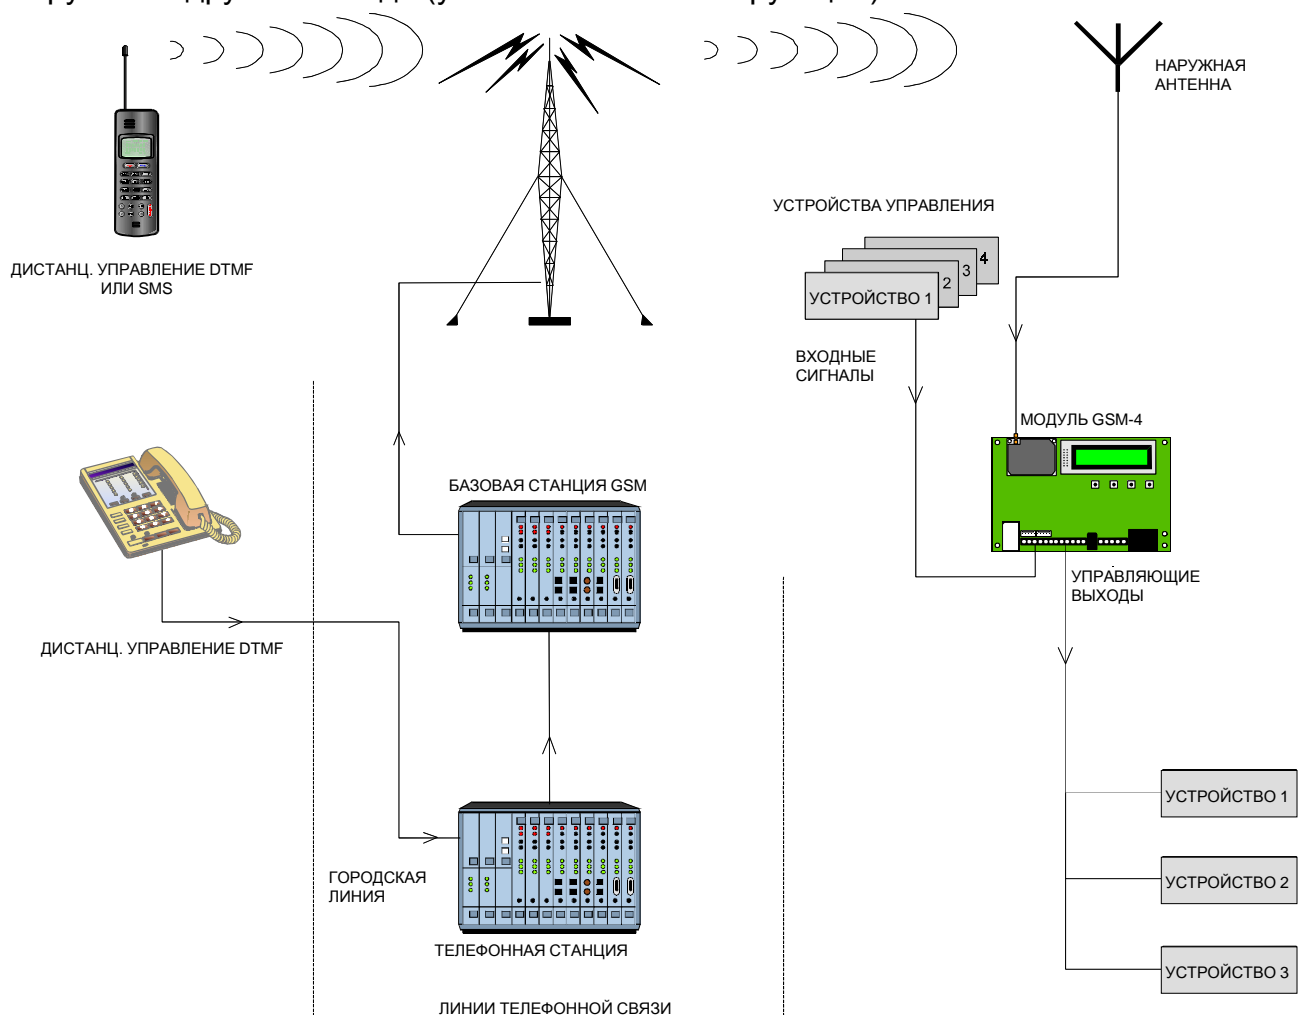 НАРУЖНАЯ
АНТЕННА
УСТРОЙСТВА УПРАВЛЕНИЯ
ДИСТАНЦ. УПРАВЛЕНИЕ DTMF
ИЛИ SMS
4
3
2
УСТРОЙСТВО 1
ВХОДНЫЕ
СИГНАЛЫ
МОДУЛЬ GSM-4
БАЗОВАЯ СТАНЦИЯ GSM
УПРАВЛЯЮЩИЕ
ВЫХОДЫ
ДИСТАНЦ. УПРАВЛЕНИЕ DTMF
УСТРОЙСТВО 1
ГОРОДСКАЯ
ЛИНИЯ
УСТРОЙСТВО 2
ТЕЛЕФОННАЯ СТАНЦИЯ
УСТРОЙСТВО 3
ЛИНИИ ТЕЛЕФОННОЙ СВЯЗИ